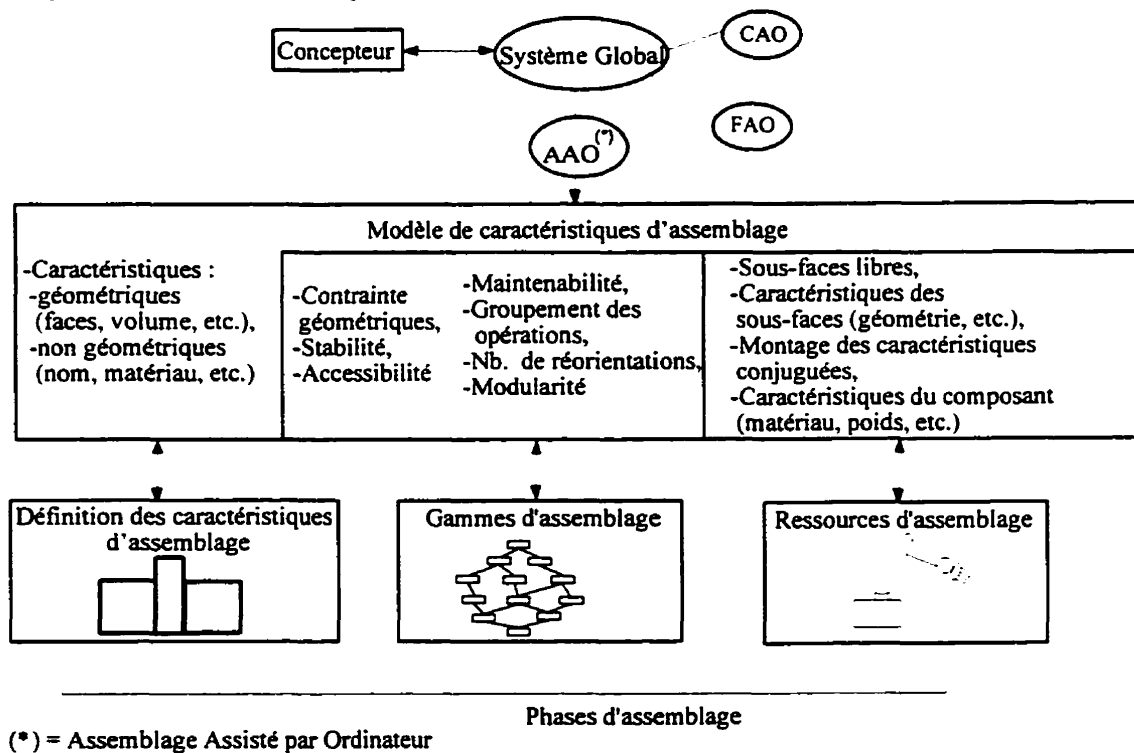 Concepteur
Système Global
CAO
FAO
AAO(*)
Modèle de caractéristiques d'assemblage
-Caractéristiques :
-géométriques
(faces, volume, etc.),
-non géométriques
(nom, matériau, etc.)
-Contrainte
géométriques,
-Stabilité,
-Accessibilité
-Maintenabilité,
-Groupement des
opérations,
-Nb. de réorientations,
-Modularité
-Sous-faces libres,
-Caractéristiques des
sous-faces (géométrie, etc.),
-Montage des caractéristiques
conjuguées,
-Caractéristiques du composant
(matériau, poids, etc.)
Définition des caractéristiques
d'assemblage
Gammes d'assemblage
Ressources d'assemblage
Phases d'assemblage
(*) = Assemblage Assisté par Ordinateur